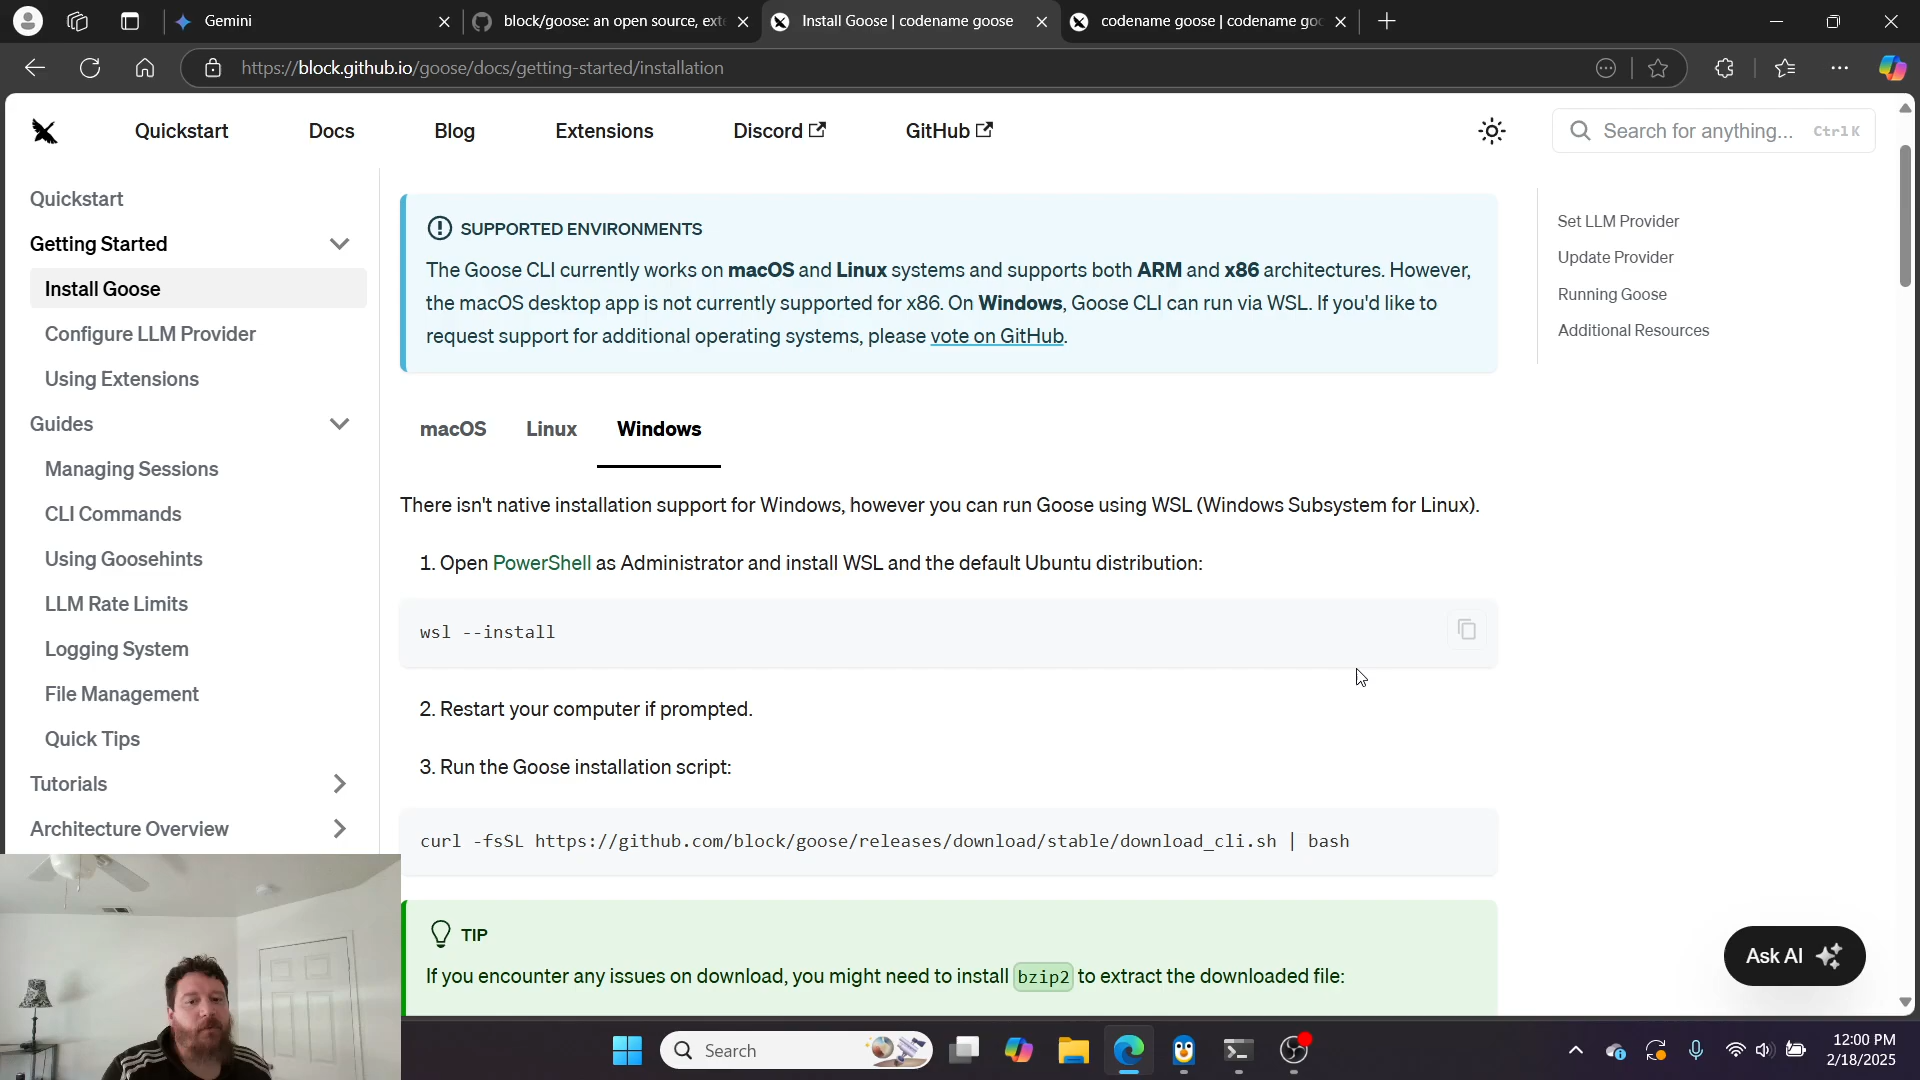 Gemini
block/goose: an open source, exte
Install Goose | codename goose
codename goose | codename goo
https://block.github.io/goose/docs/getting-started/installation
Quickstart
Docs
Blog
Extensions
Discord
GitHub
Search for anything... Ctrl K
Quickstart
Getting Started
Install Goose
Configure LLM Provider
Using Extensions
Guides
Managing Sessions
CLI Commands
Using Goosehints
LLM Rate Limits
Logging System
File Management
Quick Tips
Tutorials
Architecture Overview
SUPPORTED ENVIRONMENTS
The Goose CLI currently works on macOS and Linux systems and supports both ARM and x86 architectures. However,
the macOS desktop app is not currently supported for x86. On Windows, Goose CLI can run via WSL. If you'd like to
request support for additional operating systems, please vote on GitHub.
macOS
Linux
Windows
There isn't native installation support for Windows, however you can run Goose using WSL (Windows Subsystem for Linux).
1. Open PowerShell as Administrator and install WSL and the default Ubuntu distribution:
wsl --install
2. Restart your computer if prompted.
3. Run the Goose installation script:
curl -fsSL https://github.com/block/goose/releases/download/stable/download_cli.sh | bash
TIP
If you encounter any issues on download, you might need to install bzip2 to extract the downloaded file:
Set LLM Provider
Update Provider
Running Goose
Additional Resources
Ask AI
Search
12:00 PM
2/18/2025